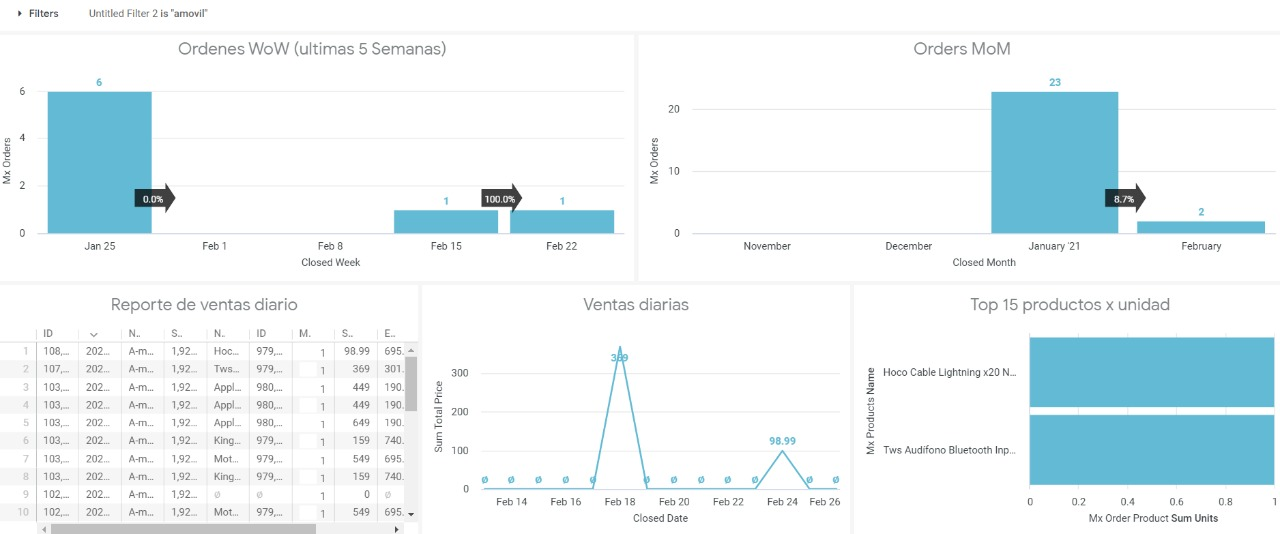 Filters Untitled Filter 2 is "amovil"
Ordenes WoW (ultimas 5 Semanas)
6
6
4
2
0
Mx Orders
0.0%
100.0%
1
1
Jan 25 Feb 1 Feb 8 Feb 15 Feb 22
Closed Week
Orders MoM
23
20
10
0
Mx Orders
8.7%
2
November December January '21 February
Closed Month
Reporte de ventas diario
ID N.. S.. N.. ID M. S.. E..
1 108,... 202... A-m... 1,92... Hoc... 979,... 1 98.99 695.
2 107,... 202... A-m... 1,92... Tws... 979,... 1 369 301.
3 103,... 202... A-m... 1,92... Appl... 980,... 1 449 190.
4 103,... 202... A-m... 1,92... Appl... 980,... 1 449 190.
5 103,... 202... A-m... 1,92... Appl... 980,... 1 649 190.
6 103,... 202... A-m... 1,92... King... 979,... 1 159 740.
7 103,... 202... A-m... 1,92... Mot... 979,... 1 549 695.
8 103,... 202... A-m... 1,92... King... 979,... 1 159 740.
9 102,... 202... A-m... 1,92... ø ø 1 0 ø
10 102,... 202... A-m... 1,92... Mot... 979,... 1 549 695.
Ventas diarias
369
300
200
100
0
Sum Total Price
98.99
ø ø ø ø ø ø ø ø ø ø ø ø
Feb 14 Feb 16 Feb 18 Feb 20 Feb 22 Feb 24 Feb 26
Closed Date
Top 15 productos x unidad
Mx Products Name
Hoco Cable Lightning x20 N...
Tws Audífono Bluetooth Inp...
0 0.2 0.4 0.6 0.8 1
Mx Order Product Sum Units